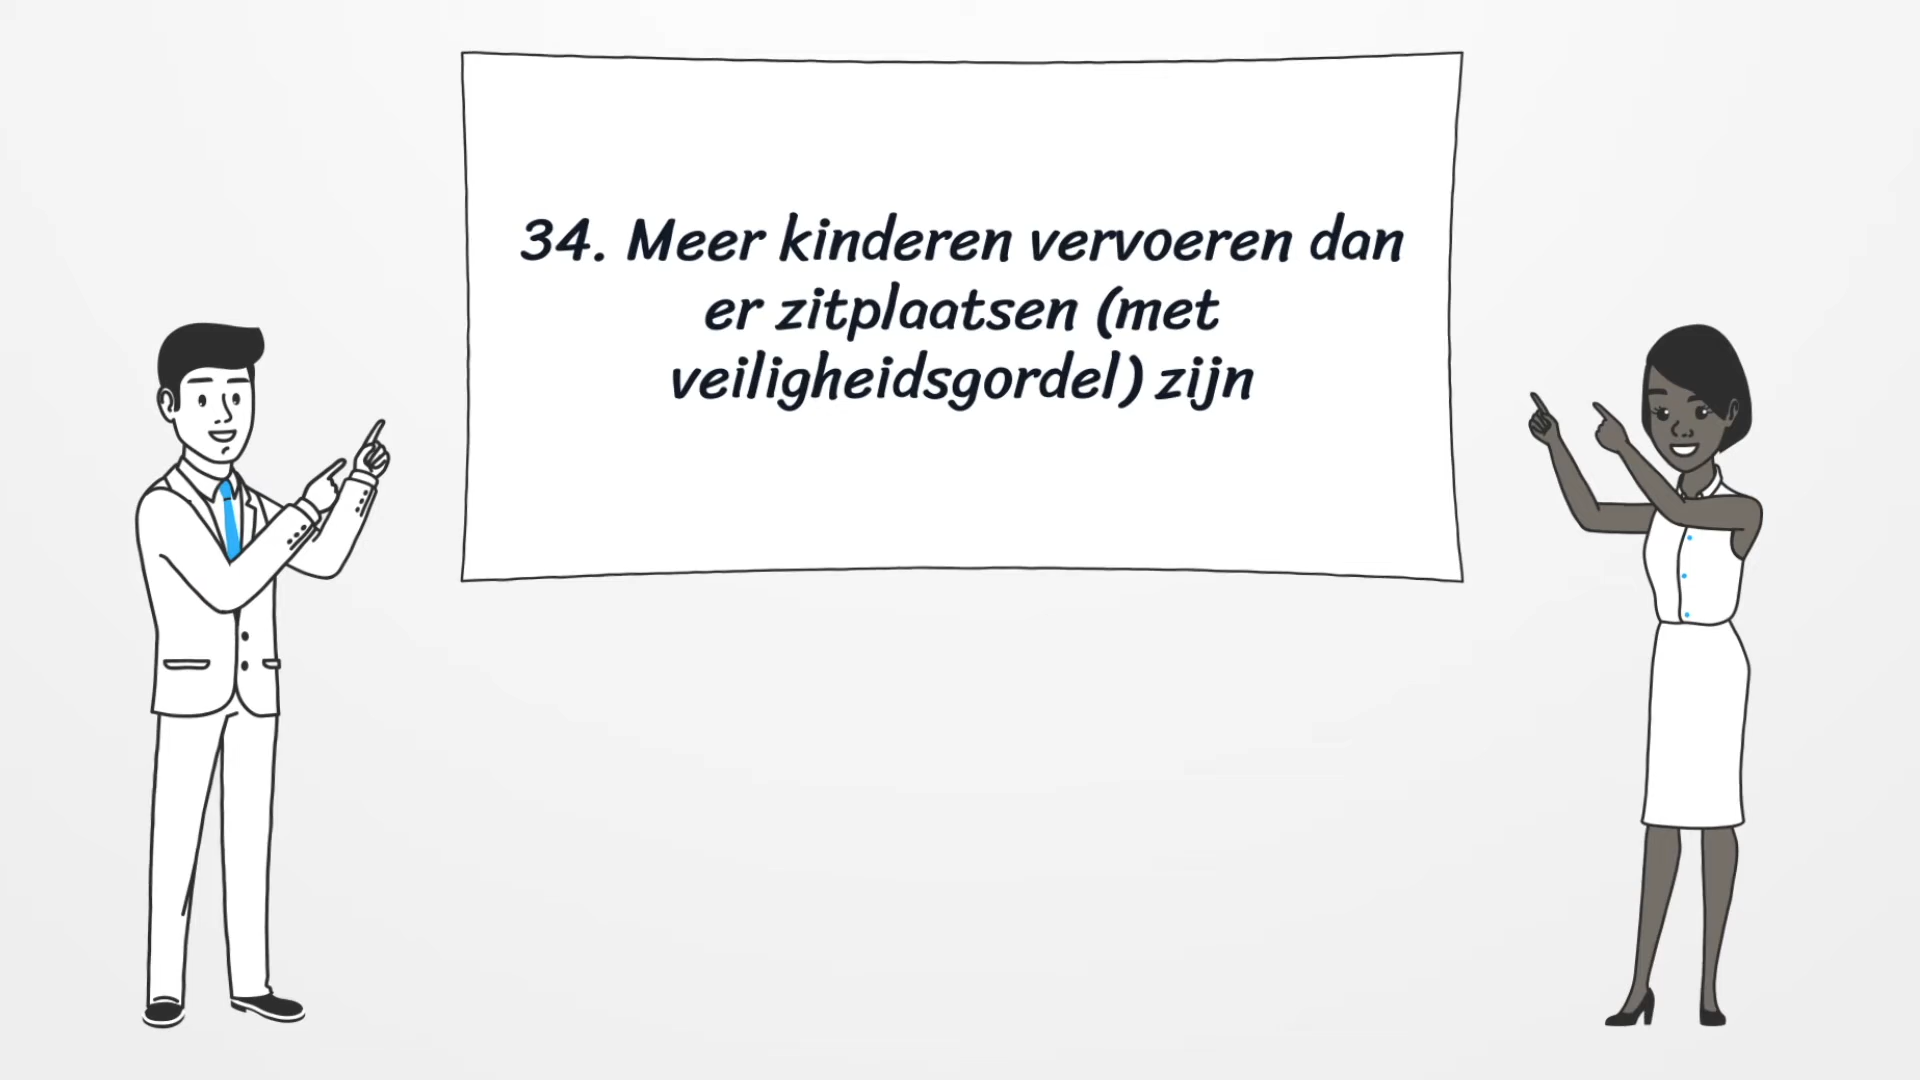 34. Meer kinderen vervoeren dan
er zitplaatsen (met
veiligheidsgordel) zijn